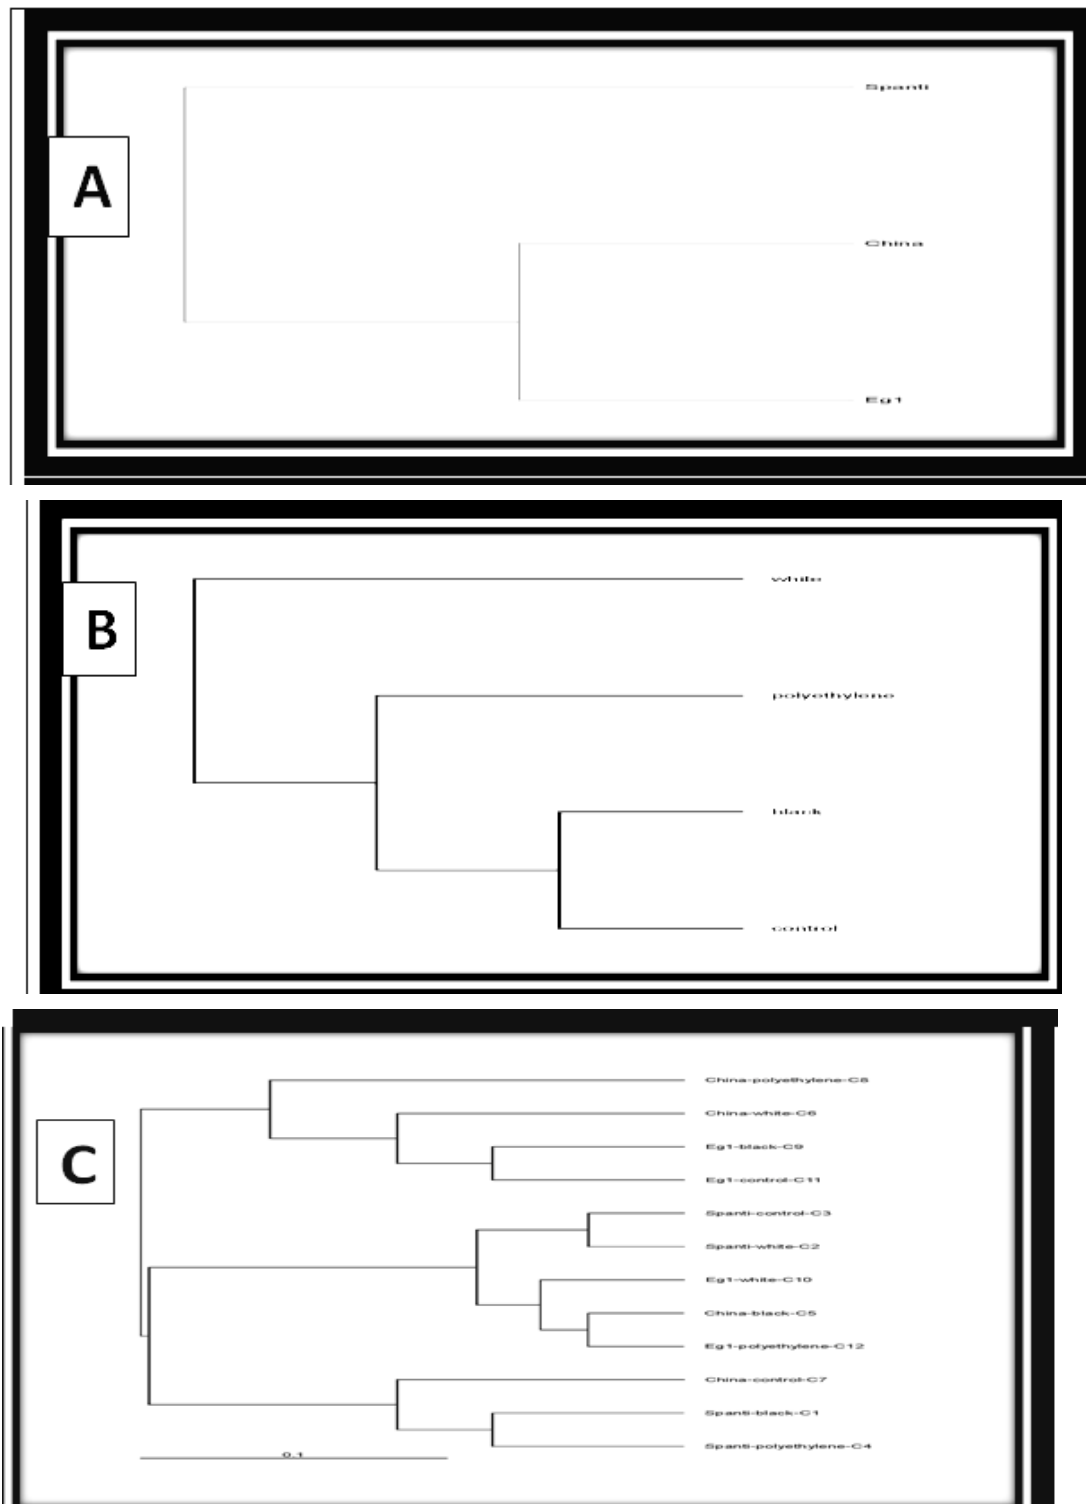 A
Spanti
China
Eg1
B
white
polyethylene
black
control
C
China-polyethylene-C8
China-white-C6
Eg1-black-C9
Eg1-control-C11
Spanti-control-C3
Spanti-white-C2
Eg1-white-C10
China-black-C5
Eg1-polyethylene-C12
China-control-C7
Spanti-black-C1
Spanti-polyethylene-C4
0.1